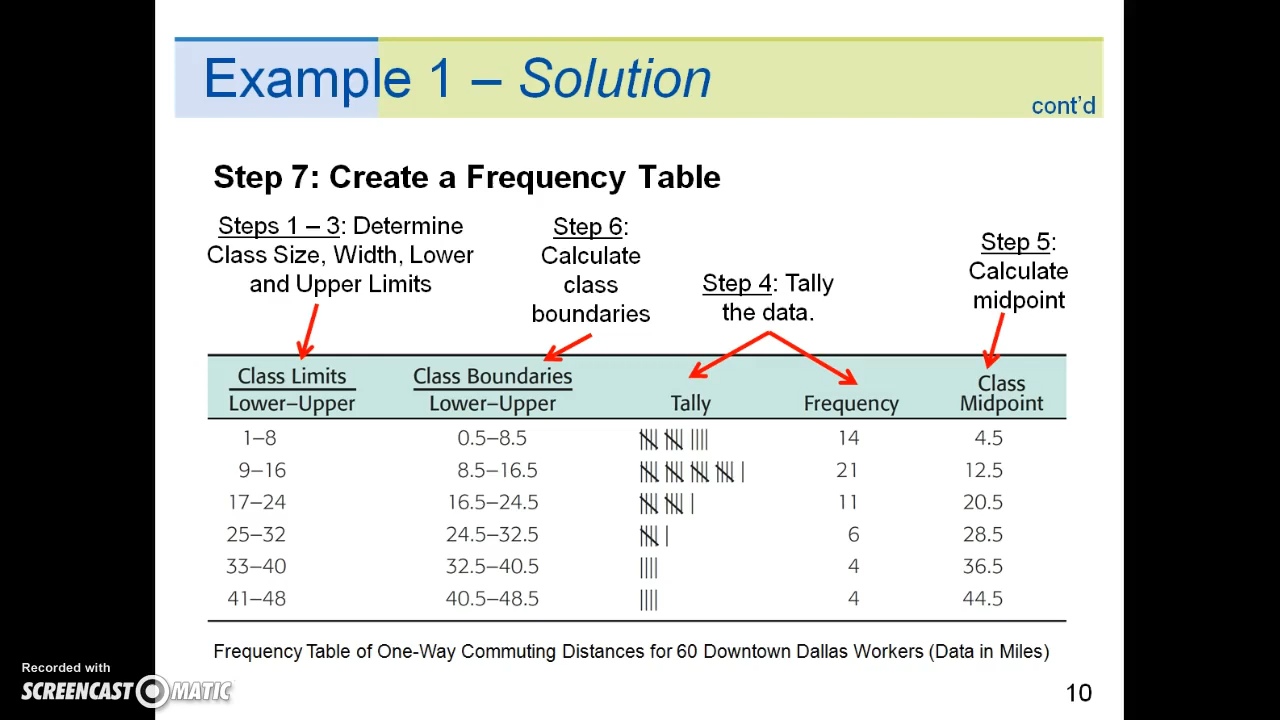 Example 1 – Solution
cont'd
Step 7: Create a Frequency Table
Steps 1 – 3: Determine
Class Size, Width, Lower
and Upper Limits
Step 6:
Calculate
class
boundaries
Step 4: Tally
the data.
Step 5:
Calculate
midpoint
Class Limits Class Boundaries Class
Lower–Upper Lower–Upper Tally Frequency Midpoint
1–8 0.5–8.5 14 4.5
9–16 8.5–16.5 21 12.5
17–24 16.5–24.5 11 20.5
25–32 24.5–32.5 6 28.5
33–40 32.5–40.5 4 36.5
41–48 40.5–48.5 4 44.5
Frequency Table of One-Way Commuting Distances for 60 Downtown Dallas Workers (Data in Miles)
Recorded with
SCREENCAST MATIC
10